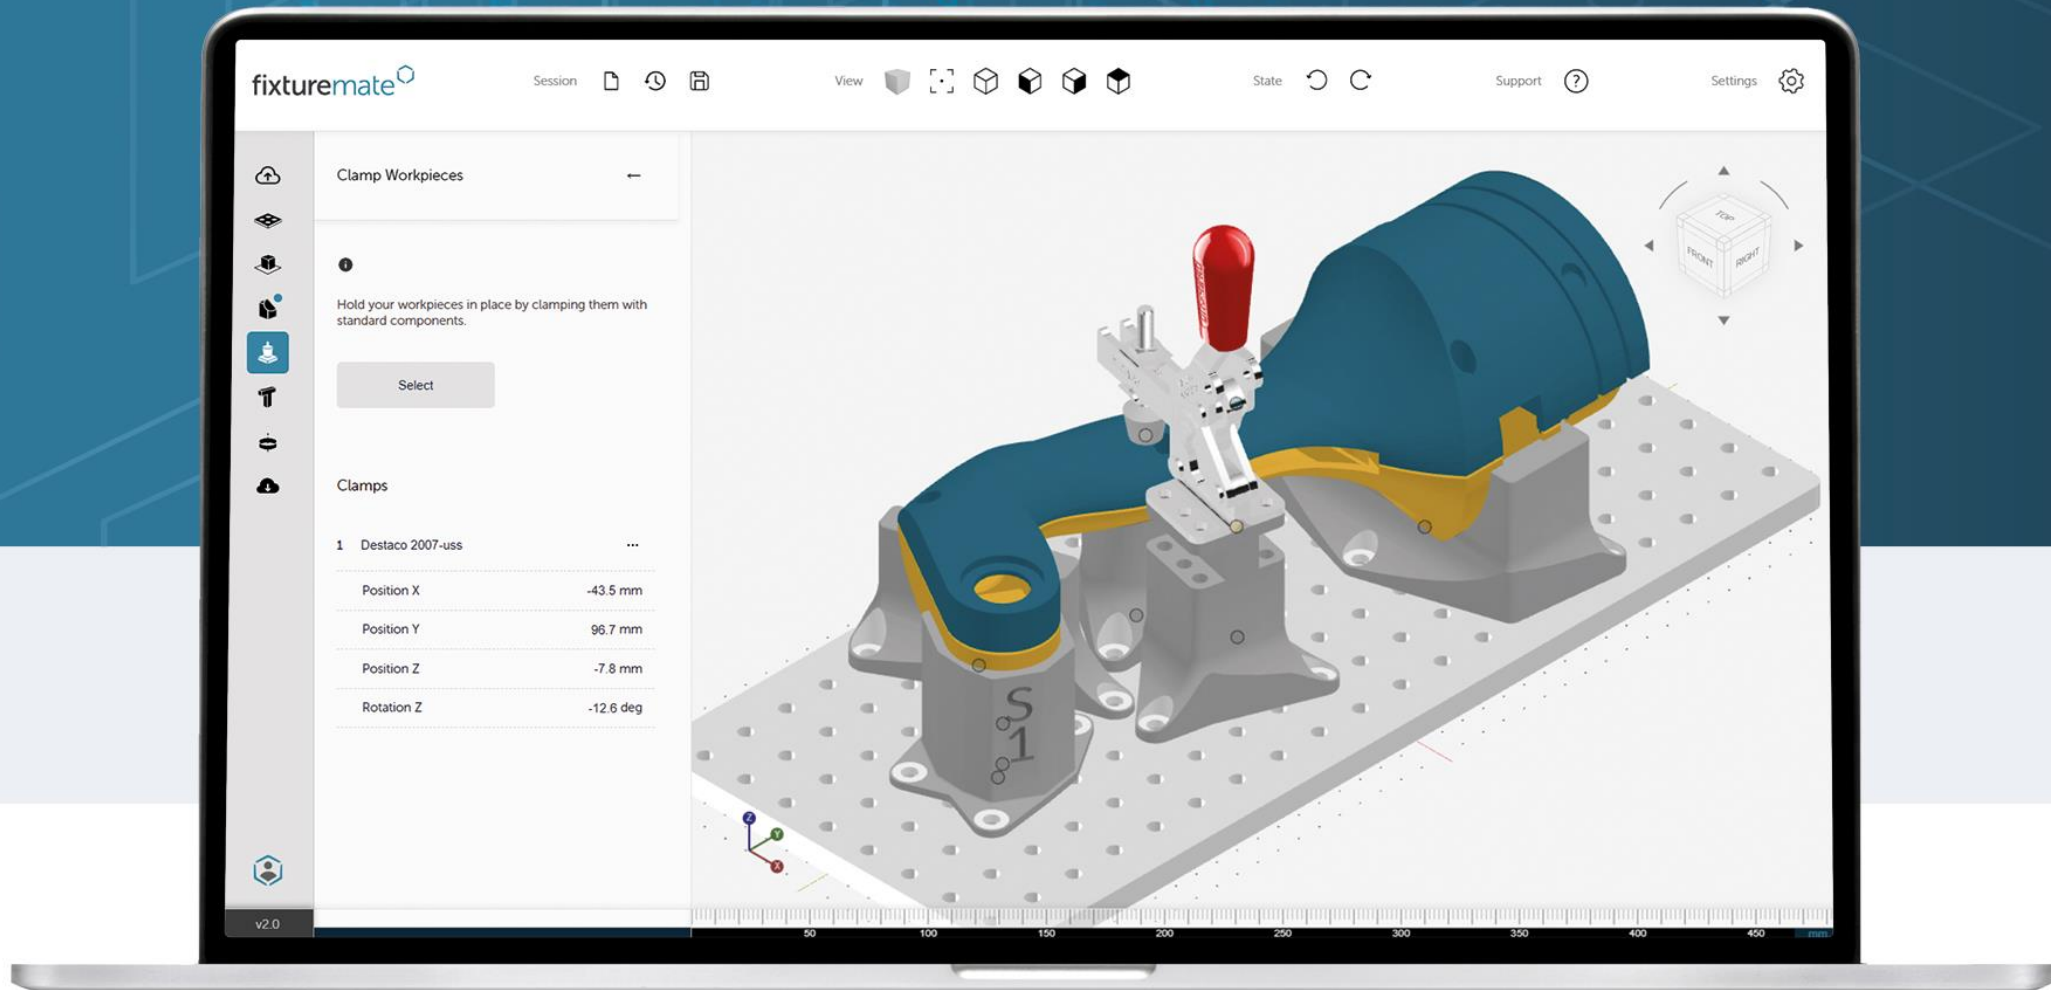 fixturemate
Session
View
State
Support
Settings
Clamp Workpieces
Hold your workpieces in place by clamping them with
standard components.
Select
Clamps
1 Destaco 2007-uss ...
Position X -43.5 mm
Position Y 96.7 mm
Position Z -7.8 mm
Rotation Z -12.6 deg
TOP
FRONT
RIGHT
S
1
Z
Y
X
v2.0
50 100 150 200 250 300 350 400 450 mm